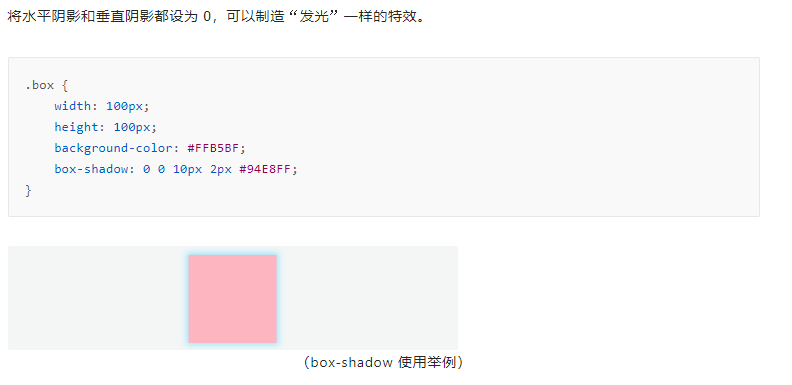 将水平阴影和垂直阴影都设为 0，可以制造“发光”一样的特效。
.box {
    width: 100px;
    height: 100px;
    background-color: #FFB5BF;
    box-shadow: 0 0 10px 2px #94E8FF;
}
（box-shadow 使用举例）